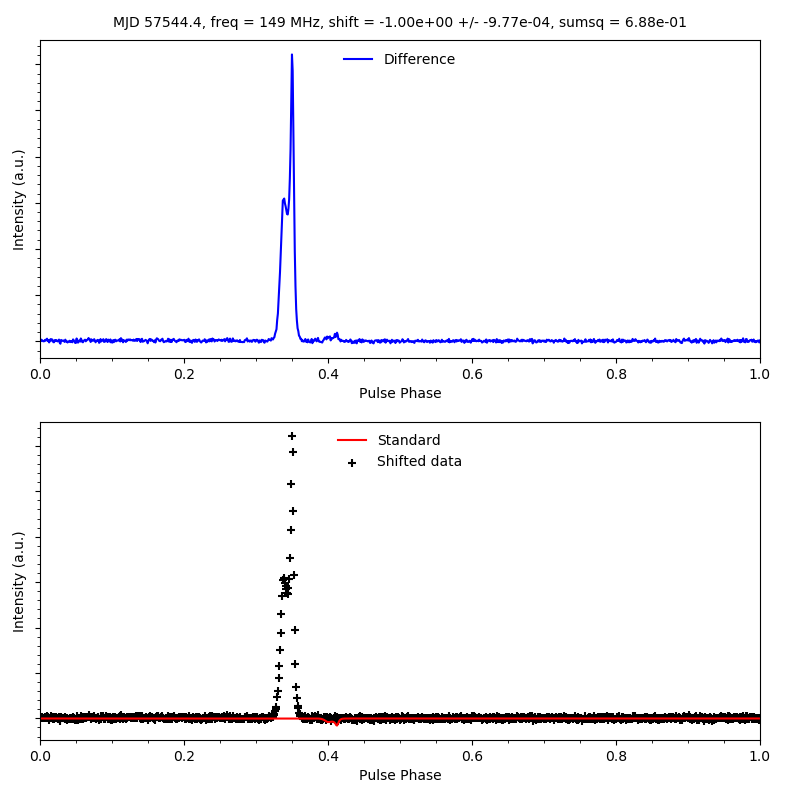 MJD 57544.4, freq = 149 MHz, shift = -1.00e+00 +/- -9.77e-04, sumsq = 6.88e-01
Difference
Intensity (a.u.)
0.0 0.2 0.4 0.6 0.8 1.0
Pulse Phase
Standard
Shifted data
Intensity (a.u.)
0.0 0.2 0.4 0.6 0.8 1.0
Pulse Phase